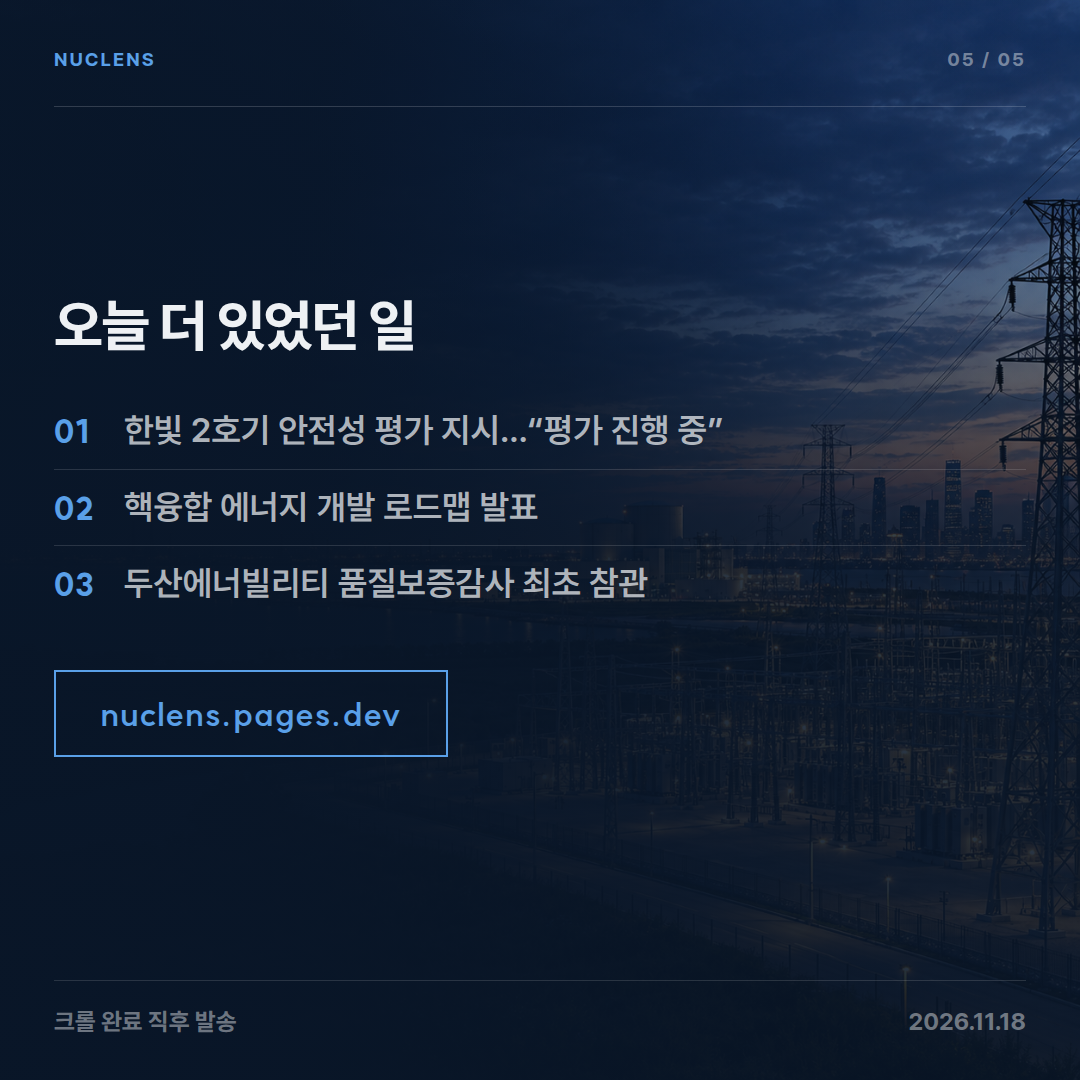 NUCLENS
05 / 05
오늘 더 있었던 일
01 한빛 2호기 안전성 평가 지시…“평가 진행 중”
02 핵융합 에너지 개발 로드맵 발표
03 두산에너빌리티 품질보증감사 최초 참관
nuclens.pages.dev
크롤 완료 직후 발송
2026.11.18